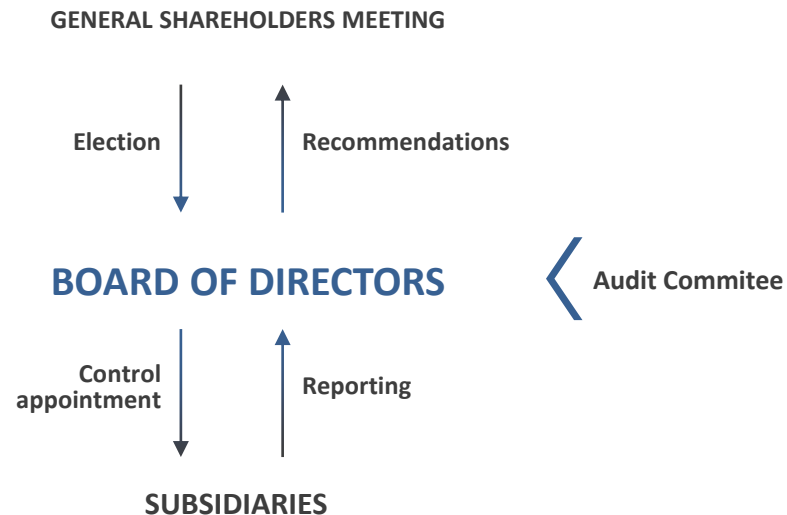 GENERAL SHAREHOLDERS MEETING
Election
Recommendations
BOARD OF DIRECTORS
Audit Commitee
Control
appointment
Reporting
SUBSIDIARIES